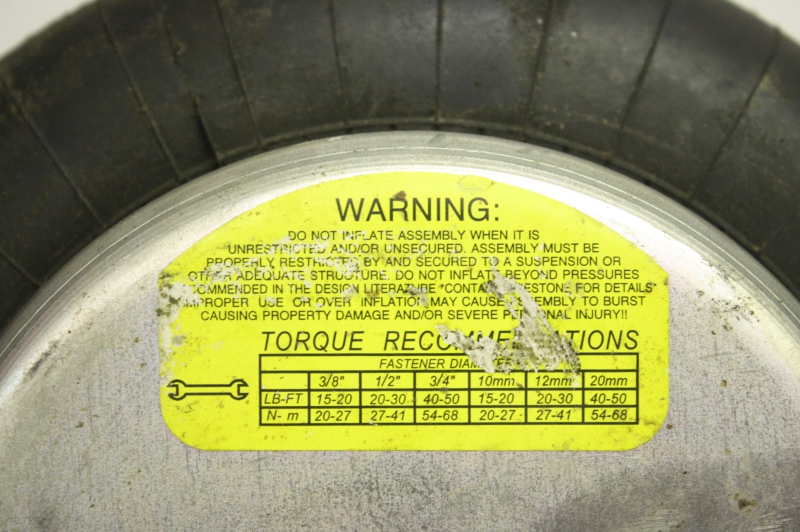 WARNING:
DO NOT INFLATE ASSEMBLY WHEN IT IS
UNRESTRICTED AND/OR UNSECURED. ASSEMBLY MUST BE
PROPERLY RESTRICTED BY AND SECURED TO A SUSPENSION OR
OTHER ADEQUATE STRUCTURE. DO NOT INFLATE BEYOND PRESSURES
IN THE DESIGN LITERATURE FOR DETAILS"
IMPROPER USE OR OVER INFLATION MAY CAUSE TO BURST
CAUSING PROPERTY DAMAGE AND/OR SEVERE INJURY!!
TORQUE
FASTENER
3/8" 1/2" 3/4" 10mm 12mm 20mm
LB-FT 15-20 20-30 40-50 15-20 20-30 40-50
N- m 20-27 27-41 54-68 20-27 27-41 54-68